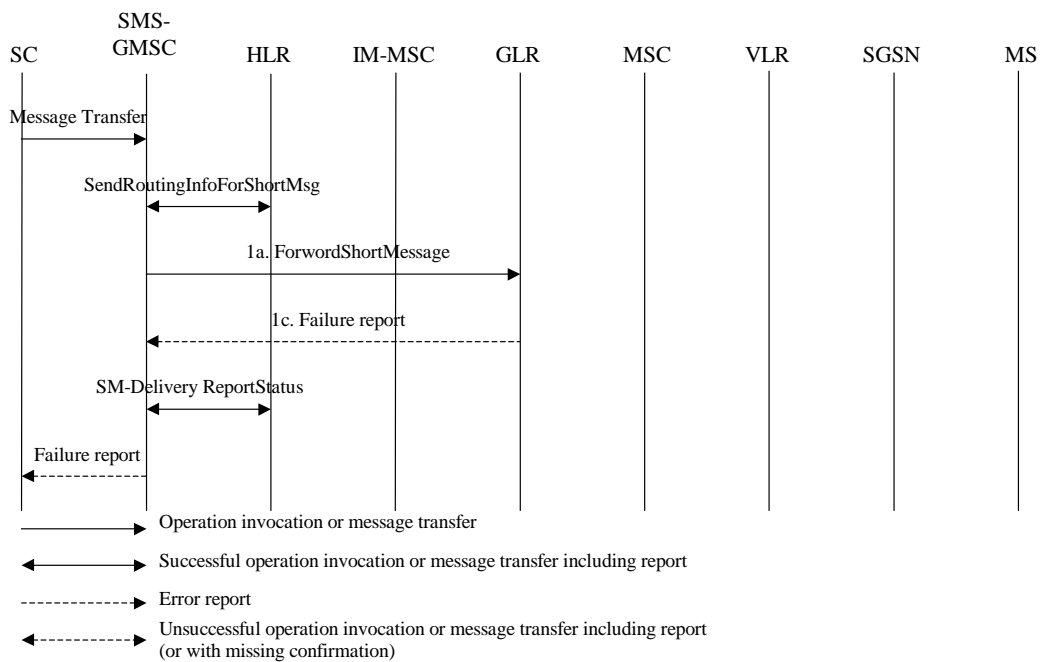 SMS-
GMSC
SC
HLR
IM-MSC
GLR
MSC
VLR
SGSN
MS
Message Transfer
SendRoutingInfoForShortMsg
1a. ForwordShortMessage
1c. Failure report
SM-Delivery ReportStatus
Failure report
Operation invocation or message transfer
Successful operation invocation or message transfer including report
Error report
Unsuccessful operation invocation or message transfer including report
(or with missing confirmation)